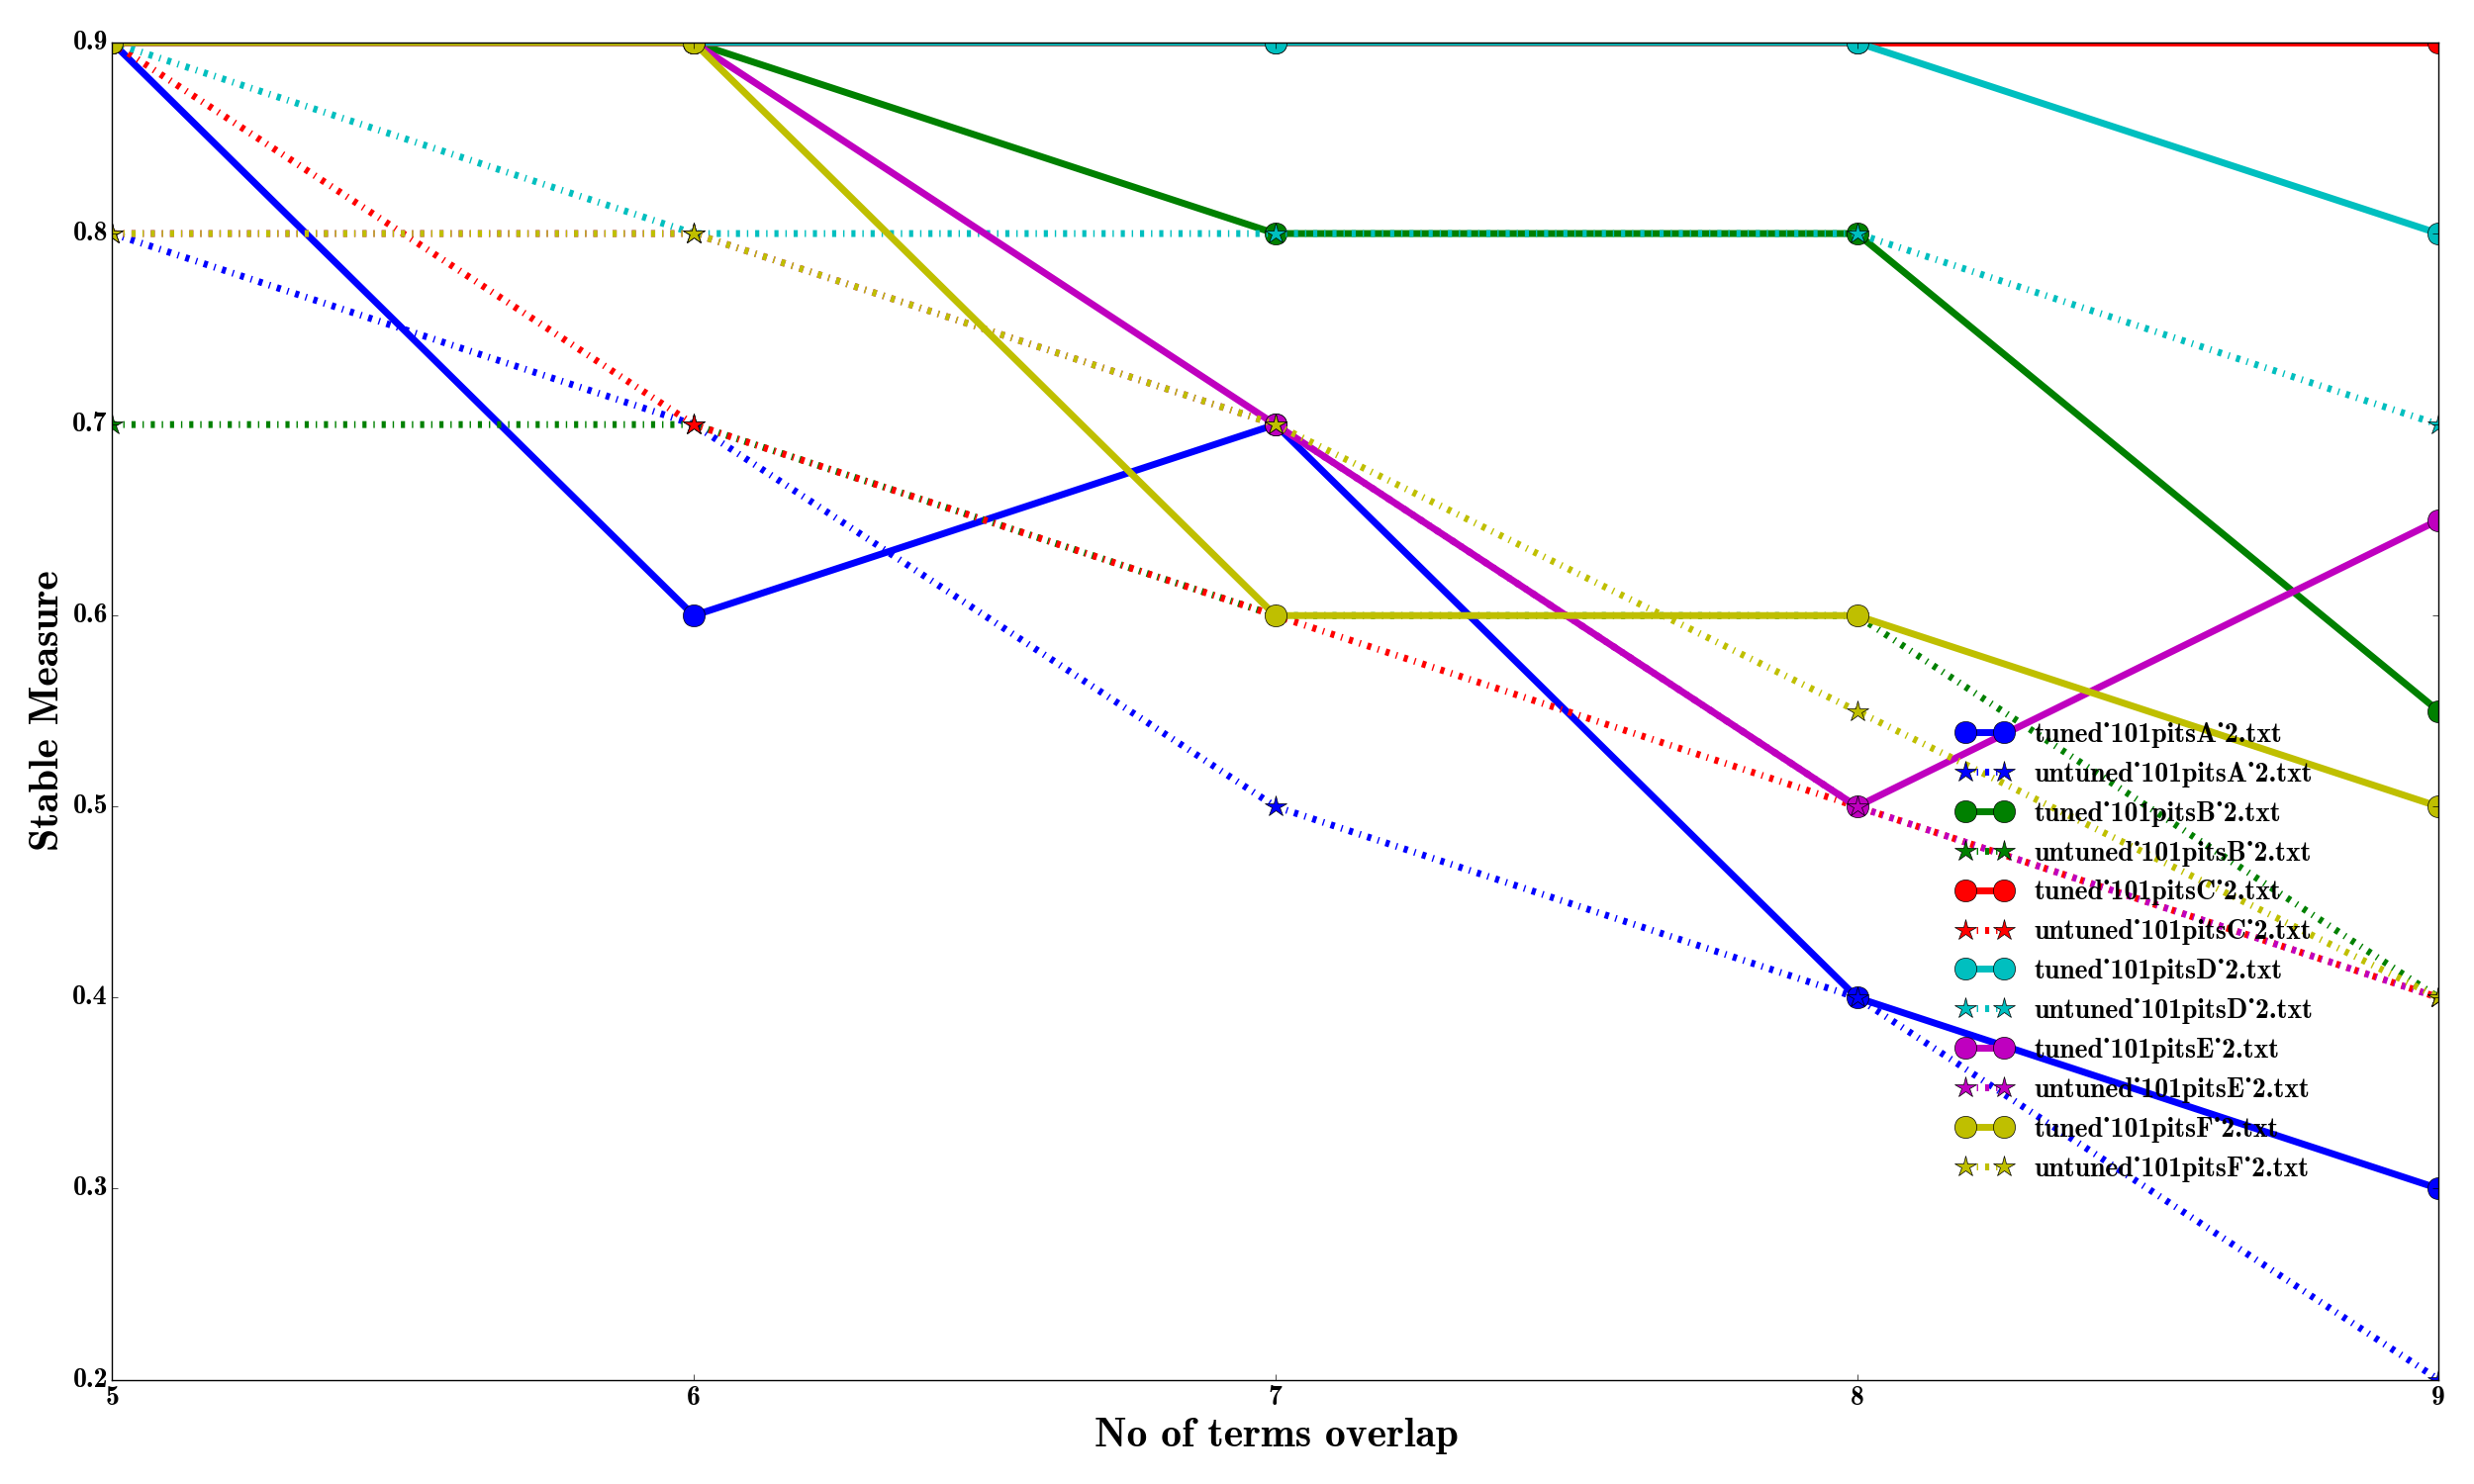 0.9
0.8
0.7
0.6
0.5
0.4
0.3
0.2
Stable Measure
5 6 7 8 9
No of terms overlap
tuned˙101pitsA˙2.txt
untuned˙101pitsA˙2.txt
tuned˙101pitsB˙2.txt
untuned˙101pitsB˙2.txt
tuned˙101pitsC˙2.txt
untuned˙101pitsC˙2.txt
tuned˙101pitsD˙2.txt
untuned˙101pitsD˙2.txt
tuned˙101pitsE˙2.txt
untuned˙101pitsE˙2.txt
tuned˙101pitsF˙2.txt
untuned˙101pitsF˙2.txt